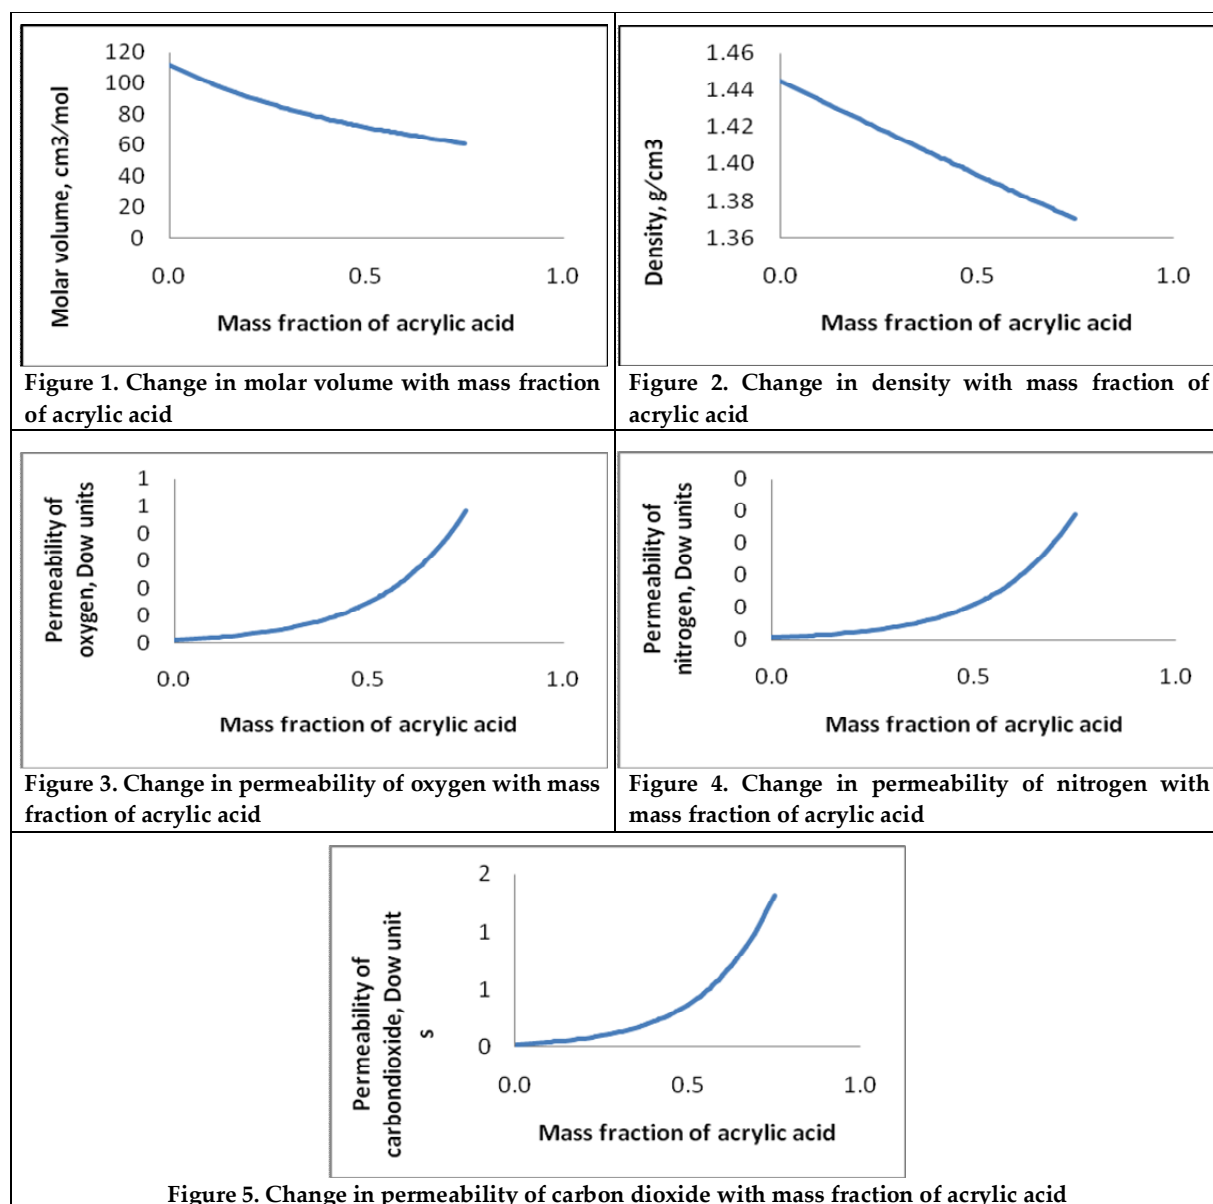 120
100
80
60
40
20
0
Molar volume, cm3/mol
0.0 0.5 1.0
Mass fraction of acrylic acid
Figure 1. Change in molar volume with mass fraction
of acrylic acid
1.46
1.44
1.42
1.40
1.38
1.36
Density, g/cm3
0.0 0.5 1.0
Mass fraction of acrylic acid
Figure 2. Change in density with mass fraction of
acrylic acid
1
1
0
0
0
0
0
Permeability of
oxygen, Dow units
0.0 0.5 1.0
Mass fraction of acrylic acid
Figure 3. Change in permeability of oxygen with mass
fraction of acrylic acid
0
0
0
0
0
0
Permeability of
nitrogen, Dow units
0.0 0.5 1.0
Mass fraction of acrylic acid
Figure 4. Change in permeability of nitrogen with
mass fraction of acrylic acid
2
1
1
0
Permeability of
carbondioxide, Dow unit
s
0.0 0.5 1.0
Mass fraction of acrylic acid
Figure 5. Change in permeability of carbon dioxide with mass fraction of acrylic acid